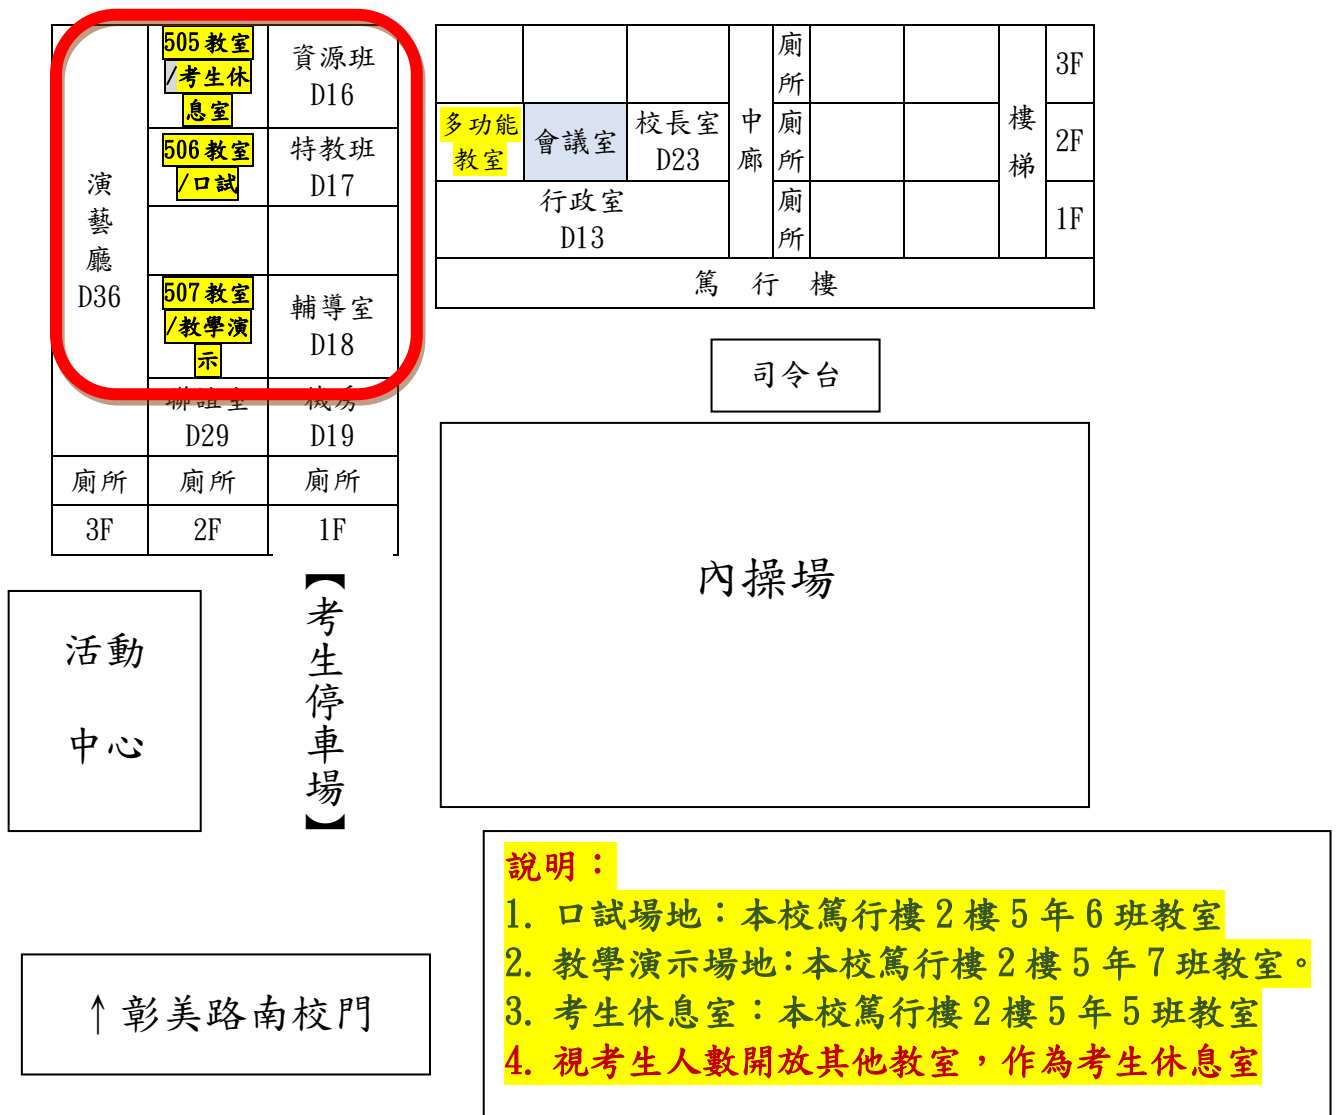 505教室
/考生休
息室
資源班
D16
506教室
/口試
特教班
D17
演
藝
廳
D36
507教室
/教學演
示
輔導室
D18
聯誼室
D29
機房
D19
廁所
廁所
廁所
3F
2F
1F
廁
所
3F
多功能
教室
會議室
校長室
D23
中
廊
廁
所
樓
梯
2F
行政室
D13
廁
所
1F
篤行樓
司令台
內操場
活動
中心
【考生停車場】
↑彰美路南校門
說明：
1. 口試場地：本校篤行樓2樓5年6班教室
2. 教學演示場地：本校篤行樓2樓5年7班教室。
3. 考生休息室：本校篤行樓2樓5年5班教室
4. 視考生人數開放其他教室，作為考生休息室